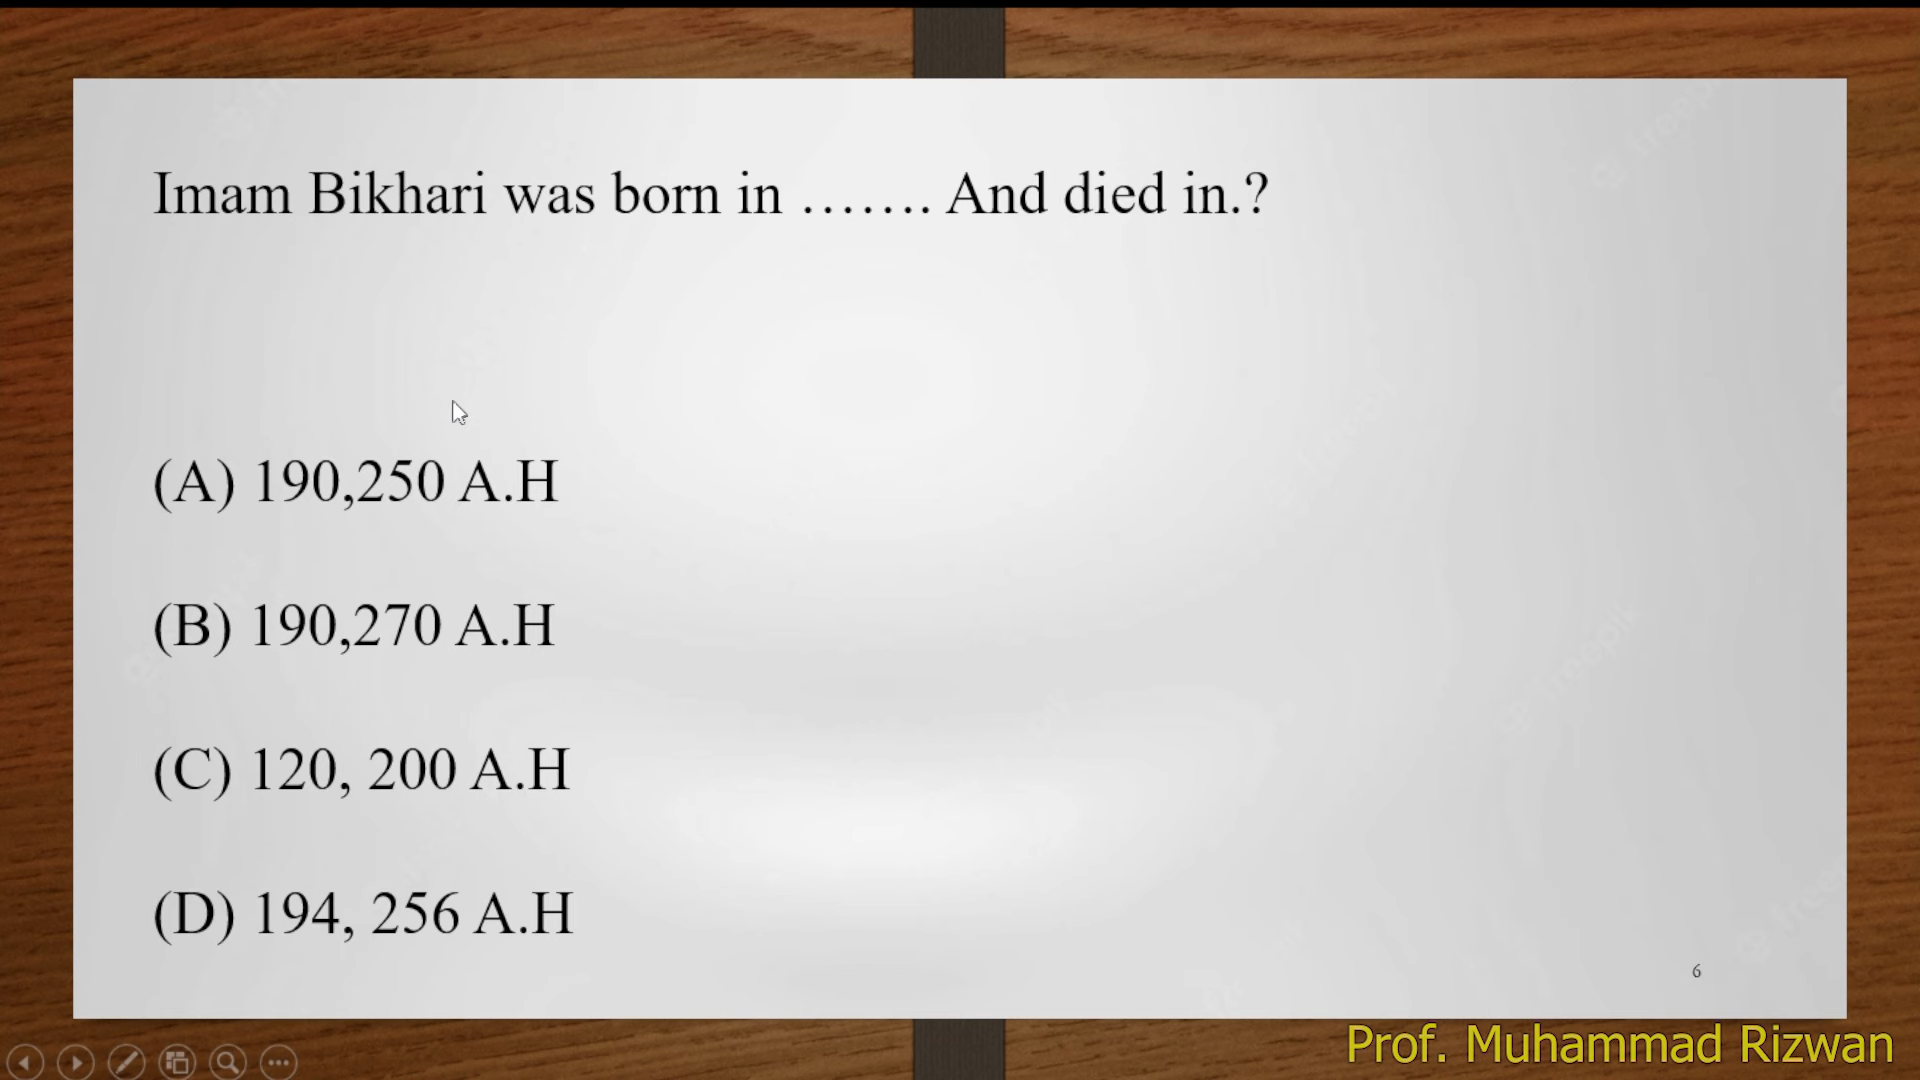 Imam Bikhari was born in ……. And died in.?
(A) 190,250 A.H
(B) 190,270 A.H
(C) 120, 200 A.H
(D) 194, 256 A.H
6
Prof. Muhammad Rizwan